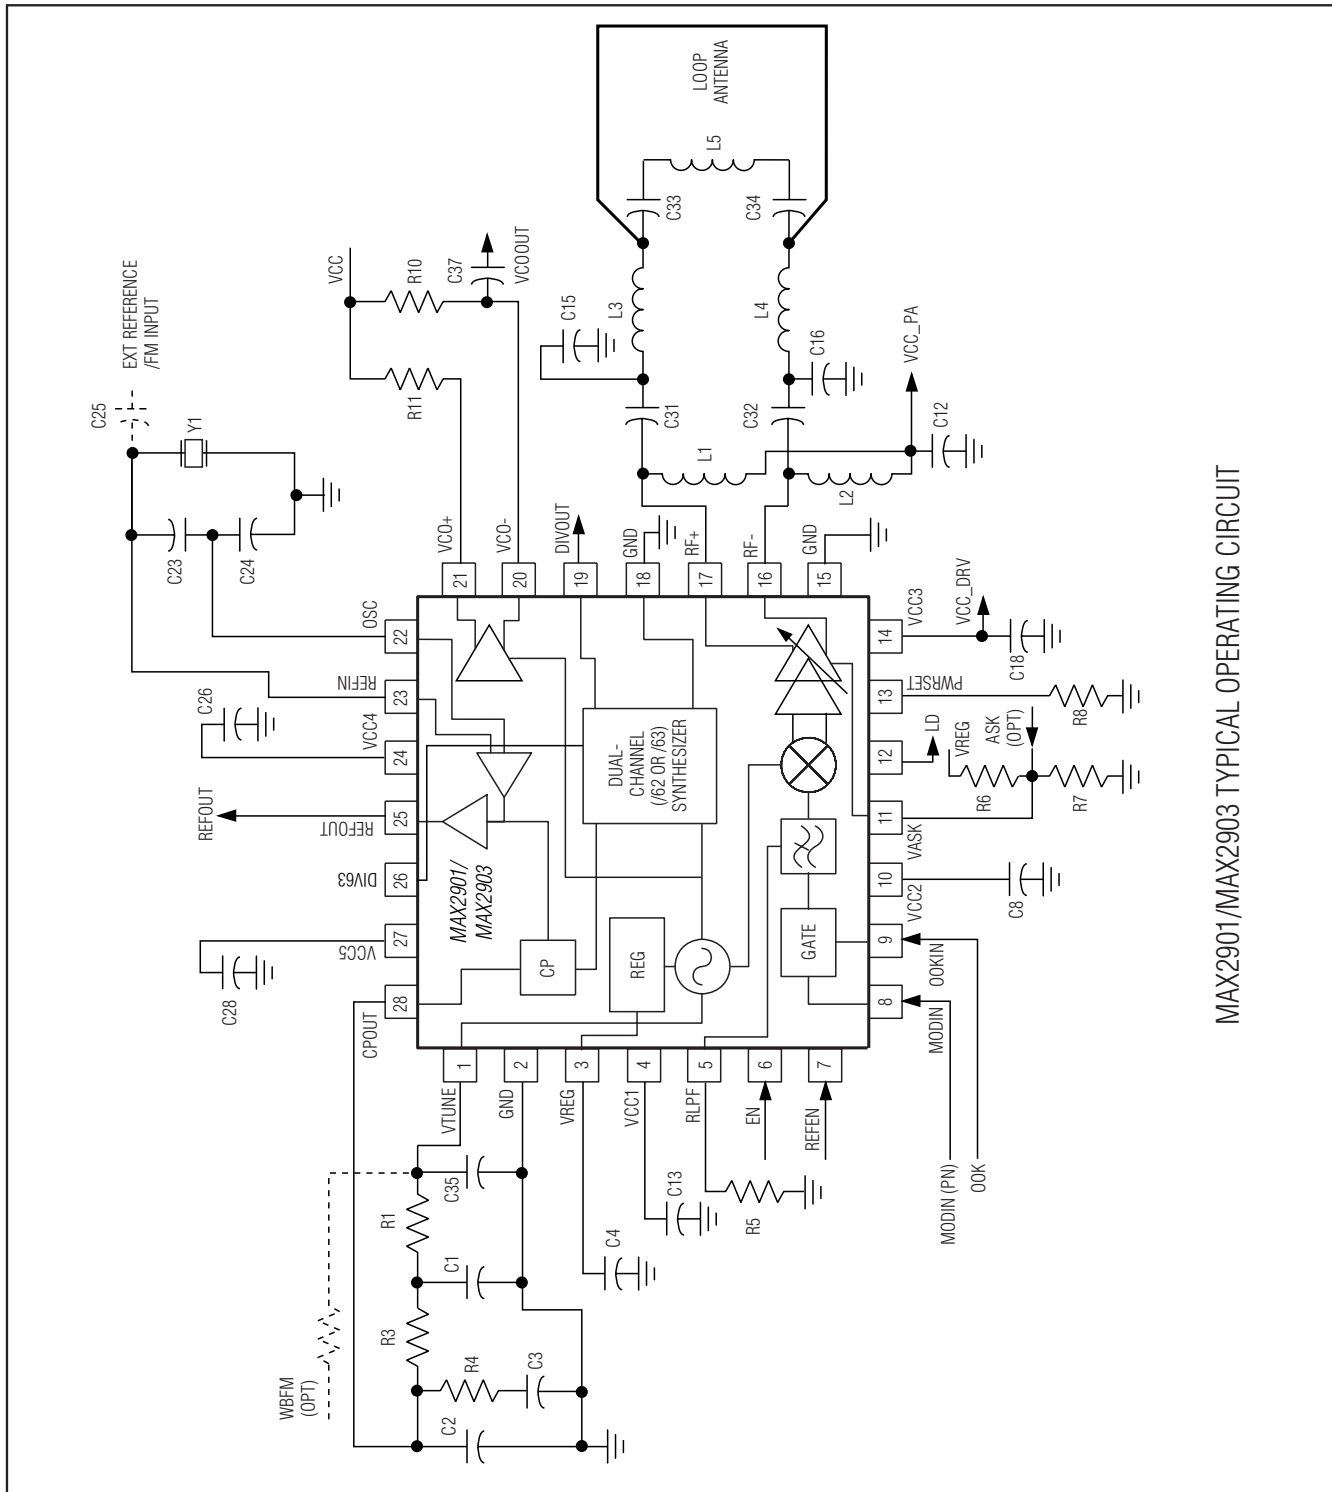 LOOP
ANTENNA
L5
C33
C34
L3
L4
C15
C16
C31
C32
L1
L2
VCC_PA
C12
EXT REFERENCE
/FM INPUT
C25
Y1
C23
C24
VCC
R10
R11
C37
VCOOUT
VCO+
VCO-
DIVOUT
GND
RF+
RF-
GND
21
20
19
18
17
16
15
OSC
22
REFIN
23
VCC4
24
C26
REFOUT
REFOUT
25
DIV63
26
VCC5
27
C28
CPOUT
28
MAX2901/
MAX2903
DUAL-
CHANNEL
(/62 OR /63)
SYNTHESIZER
CP
REG
GATE
14
VCC3
VCC_DRV
C18
13
PWRSET
R8
12
LD
VREG
ASK
(OPT)
R6
R7
11
VASK
10
VCC2
C8
9
OOKIN
8
MODIN
MODIN (PN)
OOK
1
2
3
4
5
6
7
VTUNE
GND
VREG
VCC1
RLPF
EN
REFEN
C35
R1
C1
R3
R4
C3
C2
C4
C13
R5
WBFM
(OPT)
MAX2901/MAX2903 TYPICAL OPERATING CIRCUIT